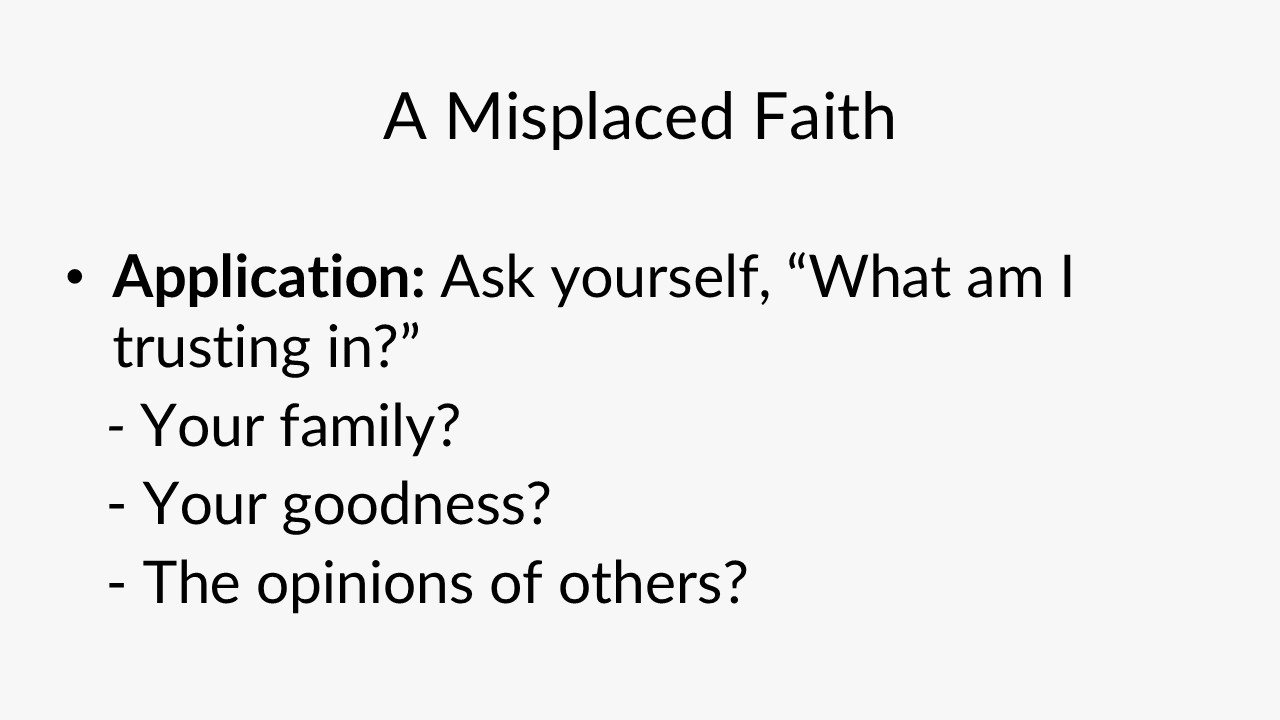 A Misplaced Faith
• Application: Ask yourself, “What am I
trusting in?”
- Your family?
- Your goodness?
- The opinions of others?